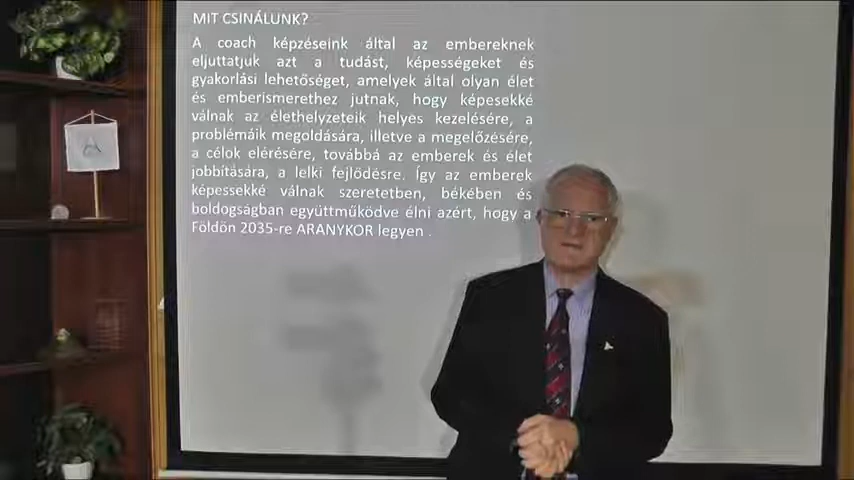 MIT CSINÁLUNK?
A coach képzéseink által az embereknek
eljuttatjuk azt a tudást, képességeket és
gyakorlási lehetőséget, amelyek által olyan élet
és emberismerethez jutnak, hogy képesekké
válnak az élethelyzeteik helyes kezelésére, a
problémáik megoldására, illetve a megelőzésére,
a célok elérésére, továbbá az emberek és élet
jobbítására, a lelki fejlődésre. Így az emberek
képessekké válnak szeretetben, békében és
boldogságban együttműködve élni azért, hogy a
Földön 2035-re ARANYKOR legyen .